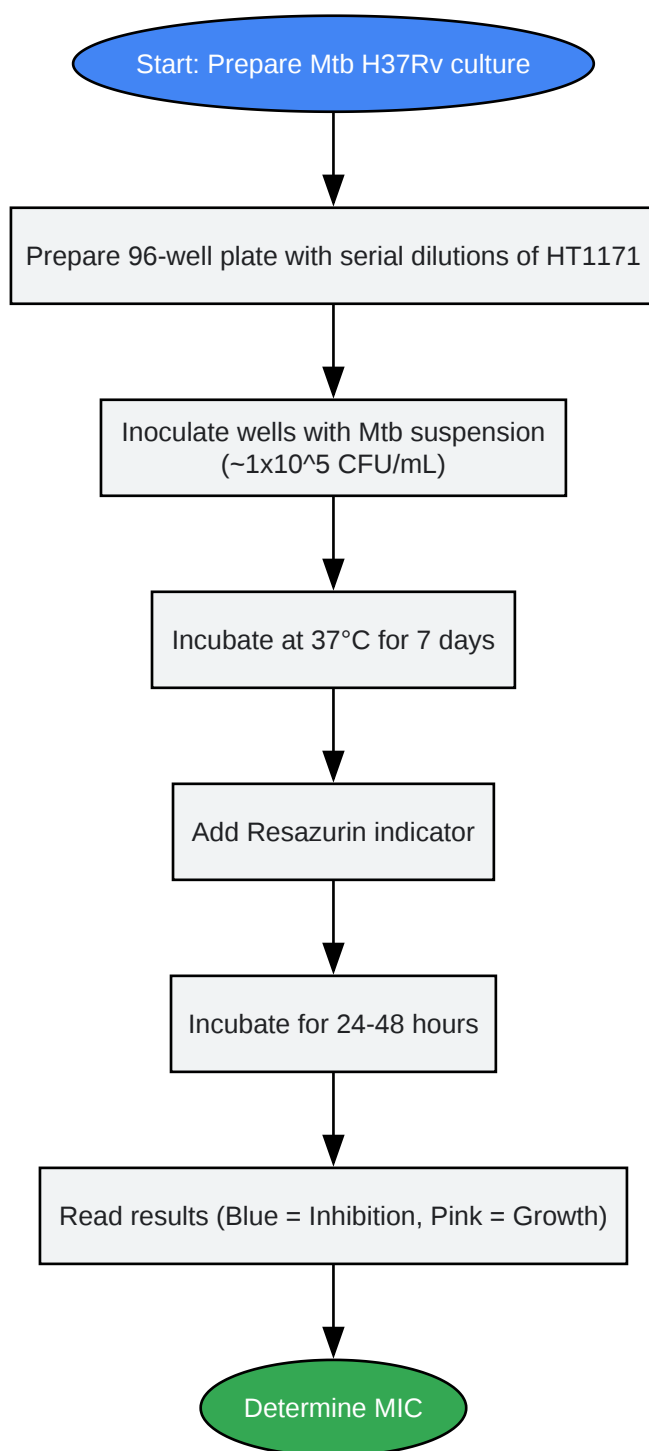 Start: Prepare Mtb H37Rv culture
Prepare 96-well plate with serial dilutions of HT1171
Inoculate wells with Mtb suspension
(~1x10^5 CFU/mL)
Incubate at 37°C for 7 days
Add Resazurin indicator
Incubate for 24-48 hours
Read results (Blue = Inhibition, Pink = Growth)
Determine MIC